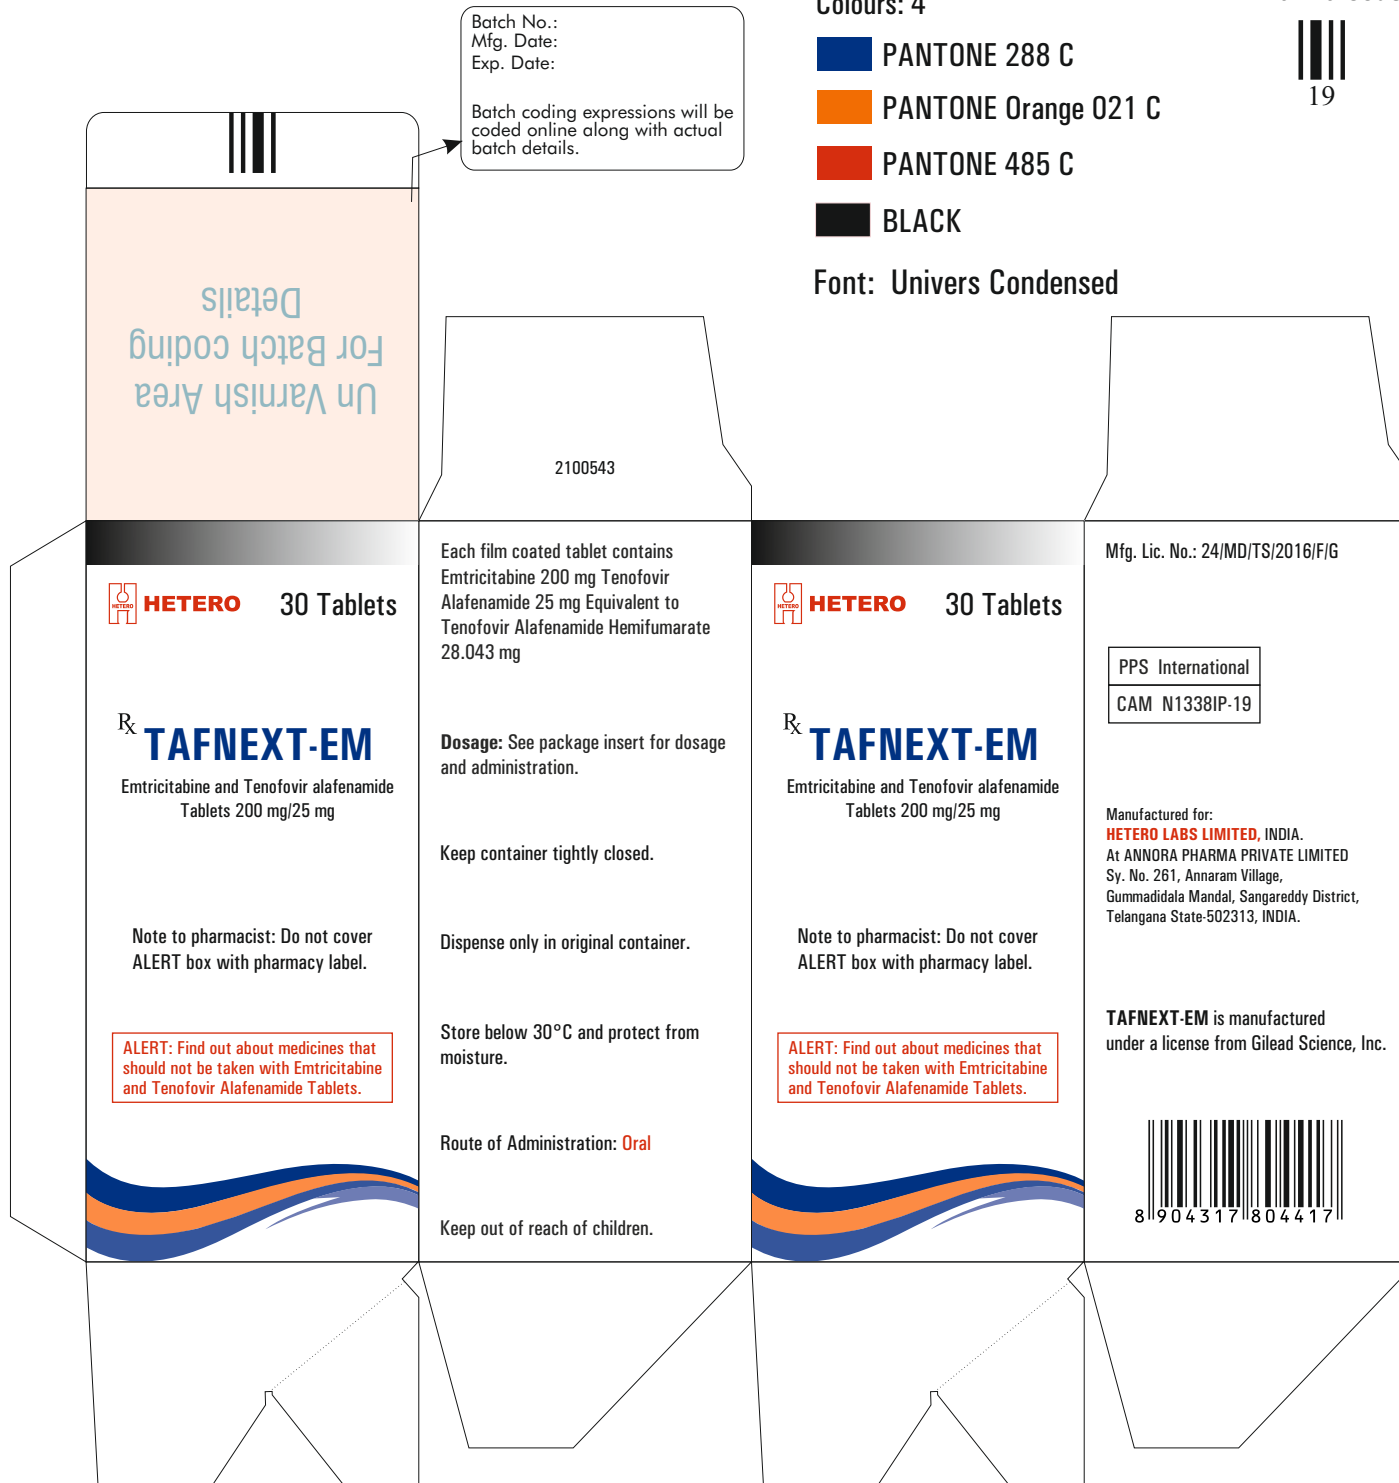 Colours: 4
PANTONE 288 C
PANTONE Orange 021 C
PANTONE 485 C
BLACK
Font: Univers Condensed
19
Batch No.:
Mfg. Date:
Exp. Date:
Batch coding expressions will be
coded online along with actual
batch details.
Un Varnish Area
For Batch coding
Details
2100543
HETERO
HETERO
30 Tablets
Rx
TAFNEXT-EM
Emtricitabine and Tenofovir alafenamide
Tablets 200 mg/25 mg
Note to pharmacist: Do not cover
ALERT box with pharmacy label.
ALERT: Find out about medicines that
should not be taken with Emtricitabine
and Tenofovir Alafenamide Tablets.
Each film coated tablet contains
Emtricitabine 200 mg Tenofovir
Alafenamide 25 mg Equivalent to
Tenofovir Alafenamide Hemifumarate
28.043 mg
Dosage: See package insert for dosage
and administration.
Keep container tightly closed.
Dispense only in original container.
Store below 30°C and protect from
moisture.
Route of Administration: Oral
Keep out of reach of children.
HETERO
HETERO
30 Tablets
Rx
TAFNEXT-EM
Emtricitabine and Tenofovir alafenamide
Tablets 200 mg/25 mg
Note to pharmacist: Do not cover
ALERT box with pharmacy label.
ALERT: Find out about medicines that
should not be taken with Emtricitabine
and Tenofovir Alafenamide Tablets.
Mfg. Lic. No.: 24/MD/TS/2016/F/G
PPS International
CAM N1338IP-19
Manufactured for:
HETERO LABS LIMITED, INDIA.
At ANNORA PHARMA PRIVATE LIMITED
Sy. No. 261, Annaram Village,
Gummadidala Mandal, Sangareddy District,
Telangana State-502313, INDIA.
TAFNEXT-EM is manufactured
under a license from Gilead Science, Inc.
8 904317 804417